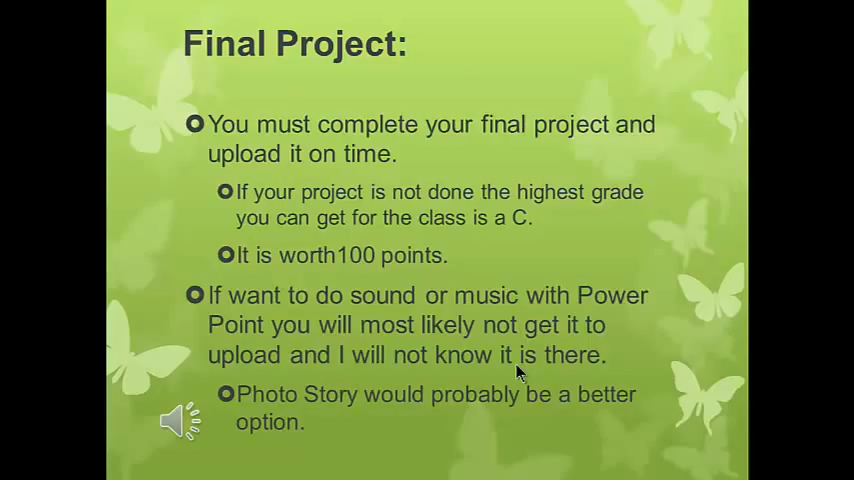 Final Project:
You must complete your final project and
upload it on time.
If your project is not done the highest grade
you can get for the class is a C.
It is worth100 points.
If want to do sound or music with Power
Point you will most likely not get it to
upload and I will not know it is there.
Photo Story would probably be a better
option.